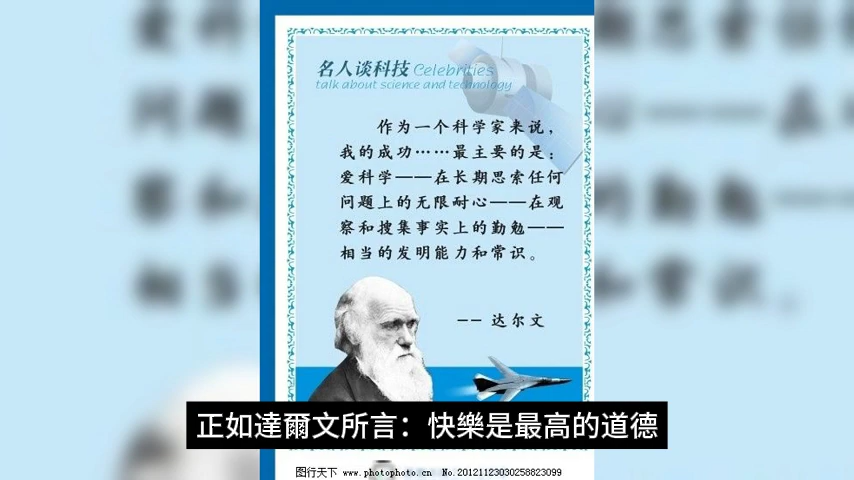 名人谈科技 Celebrities
talk about science and technology
作为一个科学家来说，
我的成功……最主要的是：
爱科学——在长期思索任何
问题上的无限耐心——在观
察和搜集事实上的勤勉——
相当的发明能力和常识。
-- 达尔文
正如達爾文所言：快樂是最高的道德
图行天下 www.photophoto.cn No.20121123030258823099